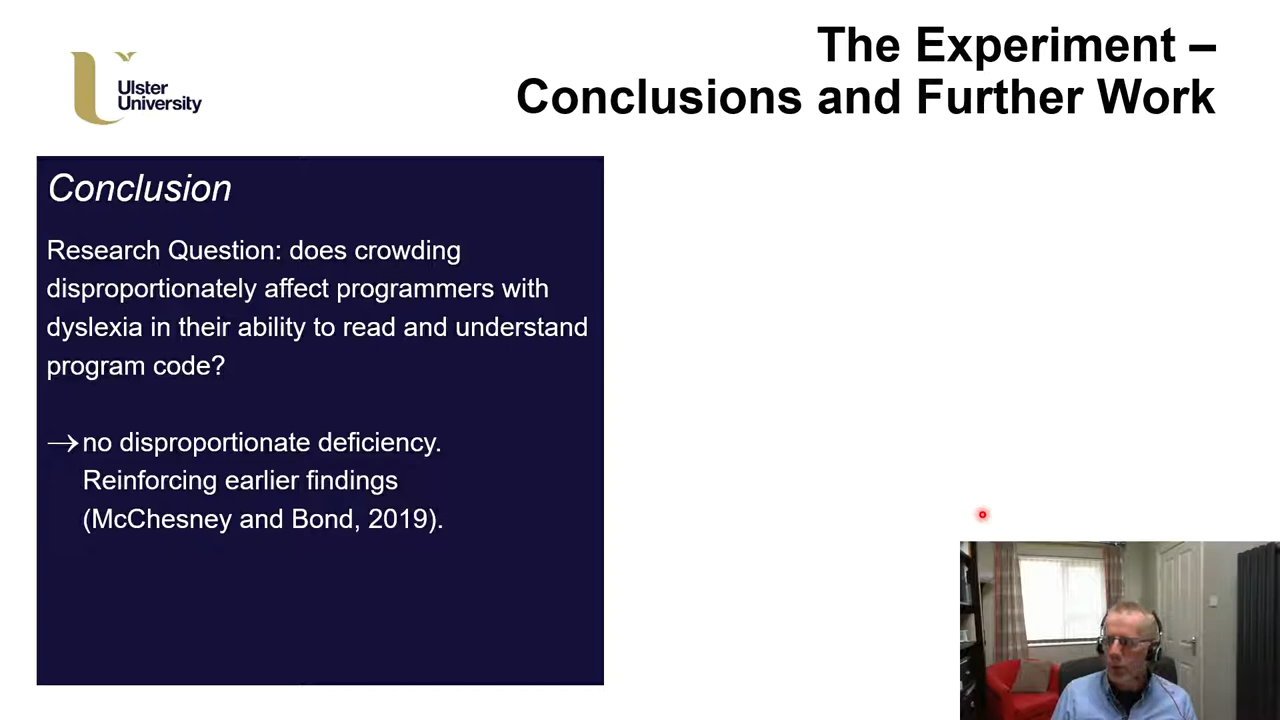 The Experiment –
Conclusions and Further Work
Ulster
University
Conclusion
Research Question: does crowding
disproportionately affect programmers with
dyslexia in their ability to read and understand
program code?
→ no disproportionate deficiency.
Reinforcing earlier findings
(McChesney and Bond, 2019).